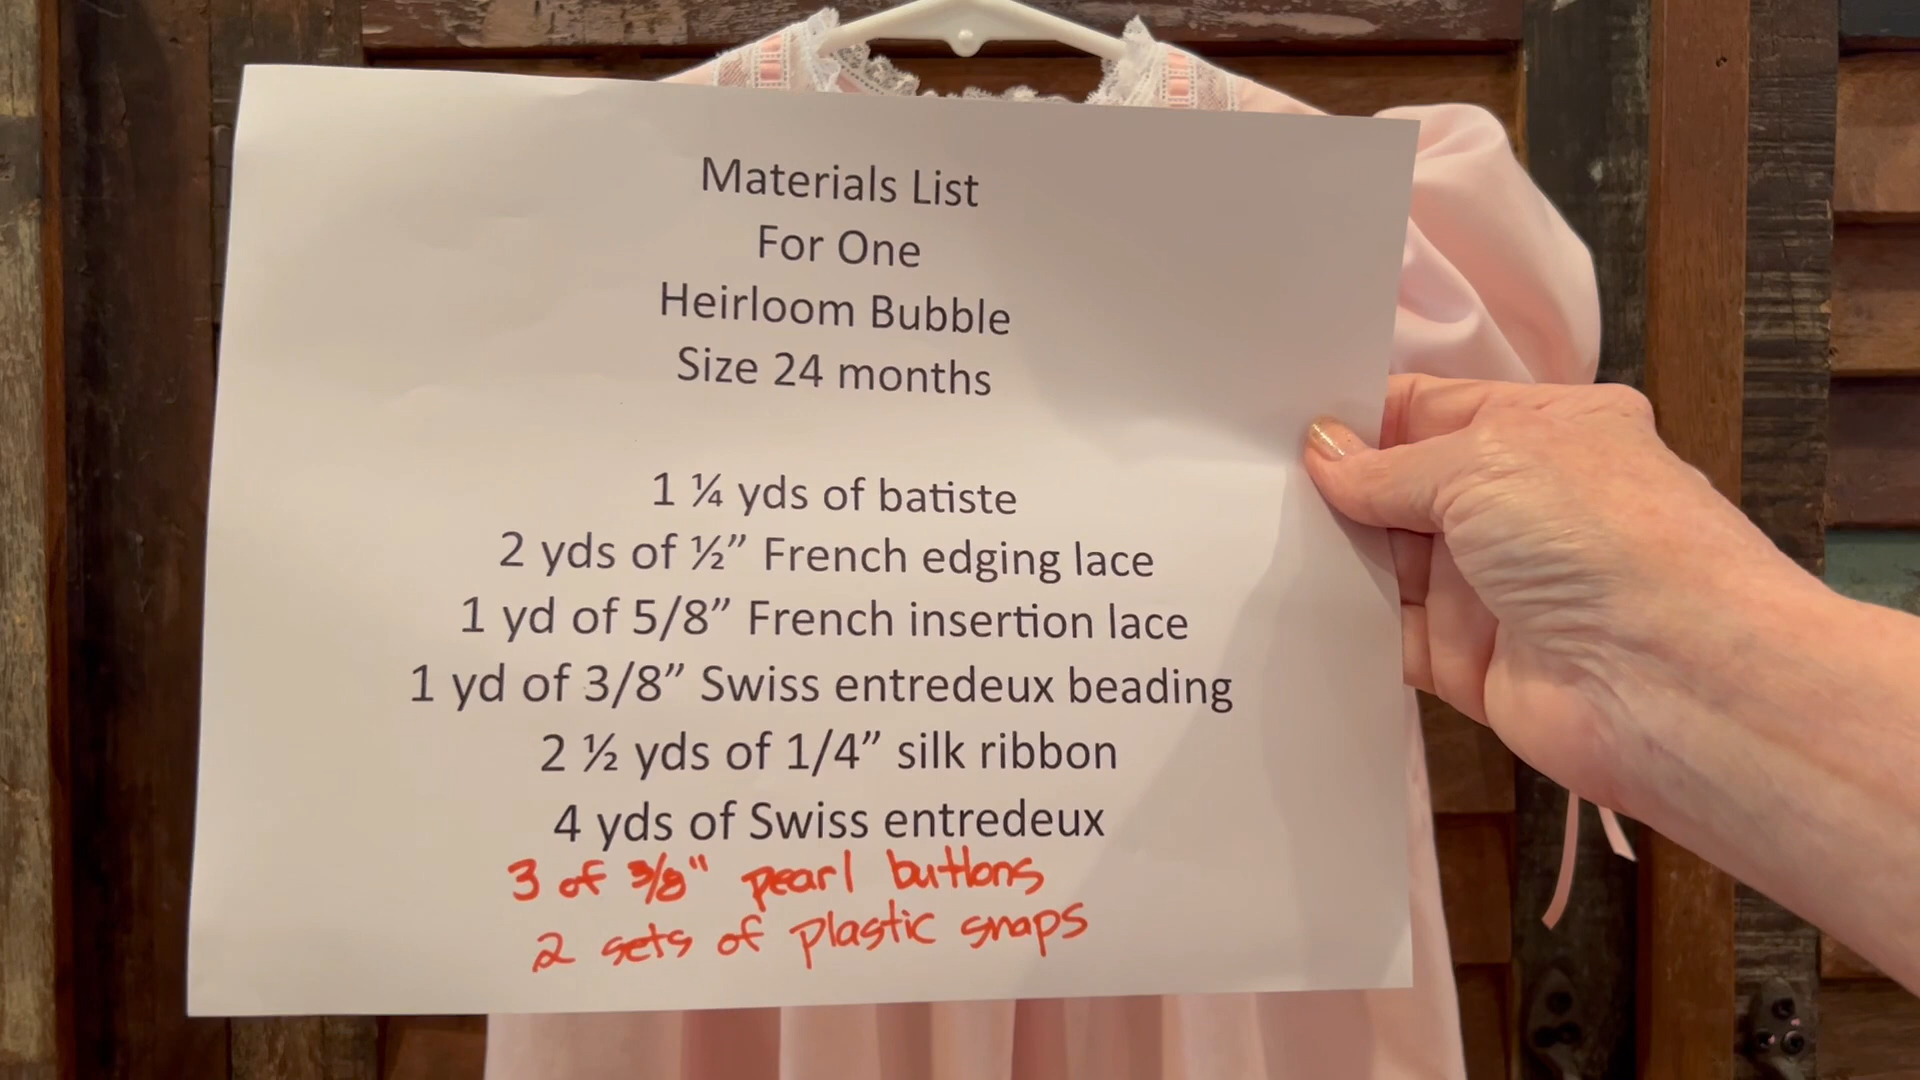 Materials List
For One
Heirloom Bubble
Size 24 months
1 ¼ yds of batiste
2 yds of ½” French edging lace
1 yd of 5/8” French insertion lace
1 yd of 3/8” Swiss entredeux beading
2 ½ yds of 1/4” silk ribbon
4 yds of Swiss entredeux
3 of 3/8" pearl buttons
2 sets of plastic snaps